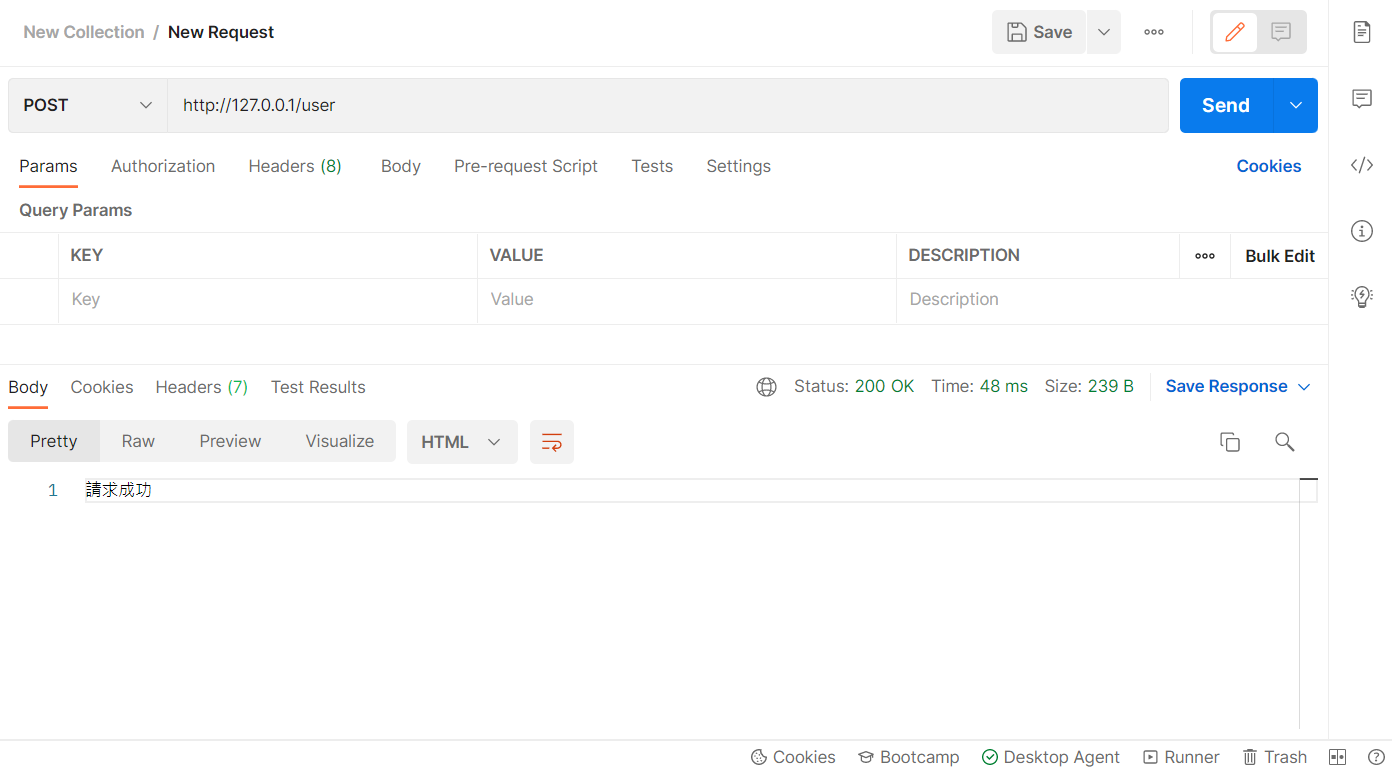 New Collection / New Request
Save
POST
http://127.0.0.1/user
Send
Params Authorization Headers (8) Body Pre-request Script Tests Settings Cookies
Query Params
KEY VALUE DESCRIPTION Bulk Edit
Key Value Description
Body Cookies Headers (7) Test Results Status: 200 OK Time: 48 ms Size: 239 B Save Response
Pretty Raw Preview Visualize HTML
1 請求成功
Cookies Bootcamp Desktop Agent Runner Trash